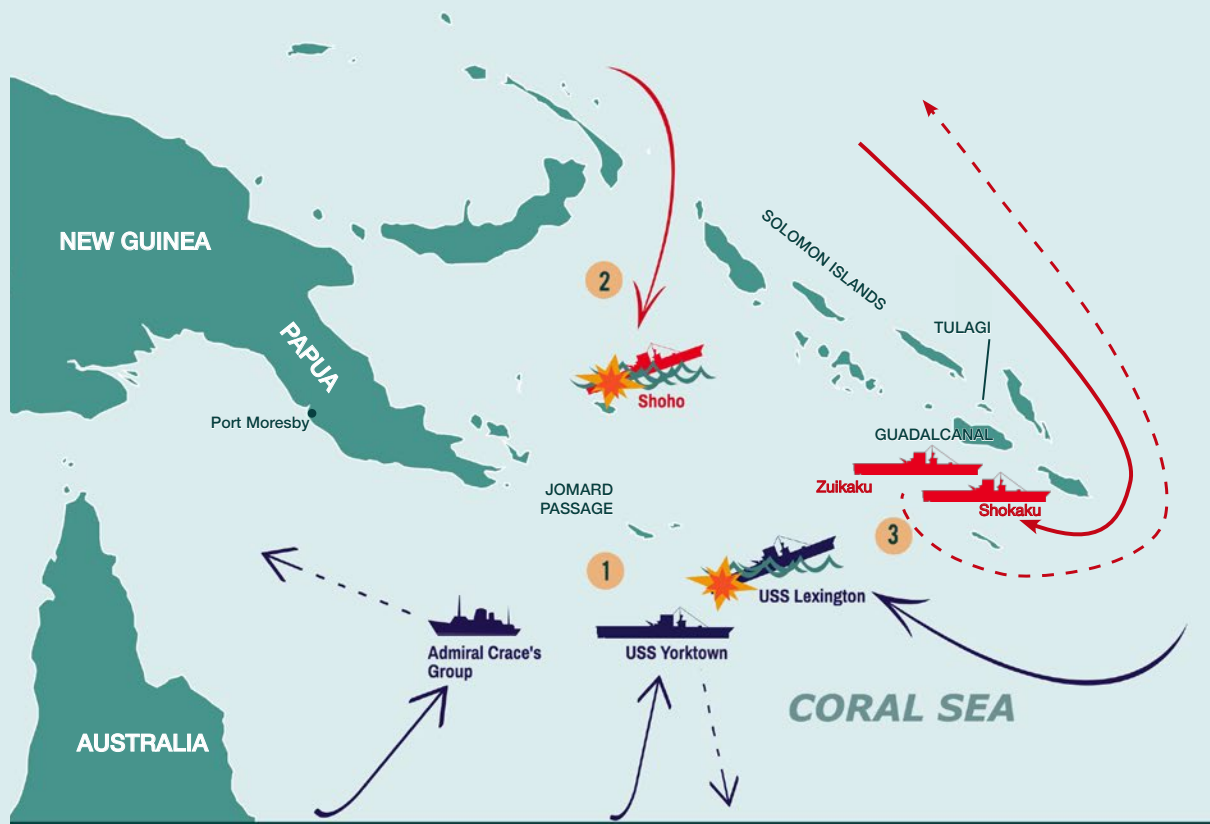 NEW GUINEA
PAPUA
Port Moresby
2
Shoho
SOLOMON ISLANDS
TULAGI
GUADALCANAL
Zuikaku
Shokaku
JOMARD
PASSAGE
3
1
USS Lexington
Admiral Crace's
Group
USS Yorktown
CORAL SEA
AUSTRALIA